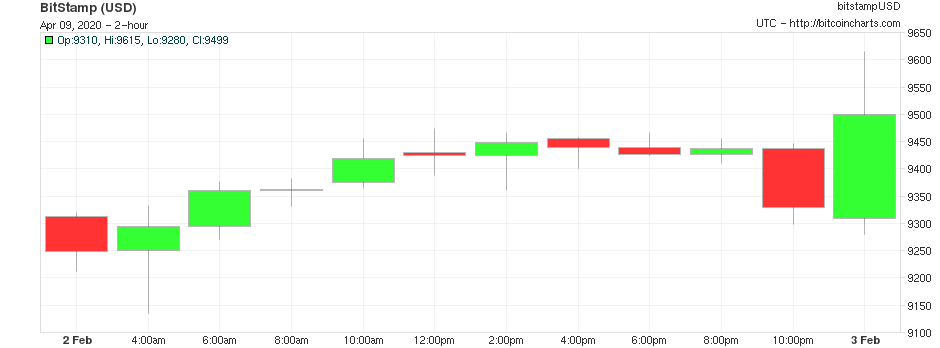 BitStamp (USD)
bitstampUSD
Apr 09, 2020 - 2-hour
UTC - http://bitcoincharts.com
Op:9310, Hi:9615, Lo:9280, Cl:9499
9650
9600
9550
9500
9450
9400
9350
9300
9250
9200
9150
9100
2 Feb 4:00am 6:00am 8:00am 10:00am 12:00pm 2:00pm 4:00pm 6:00pm 8:00pm 10:00pm 3 Feb